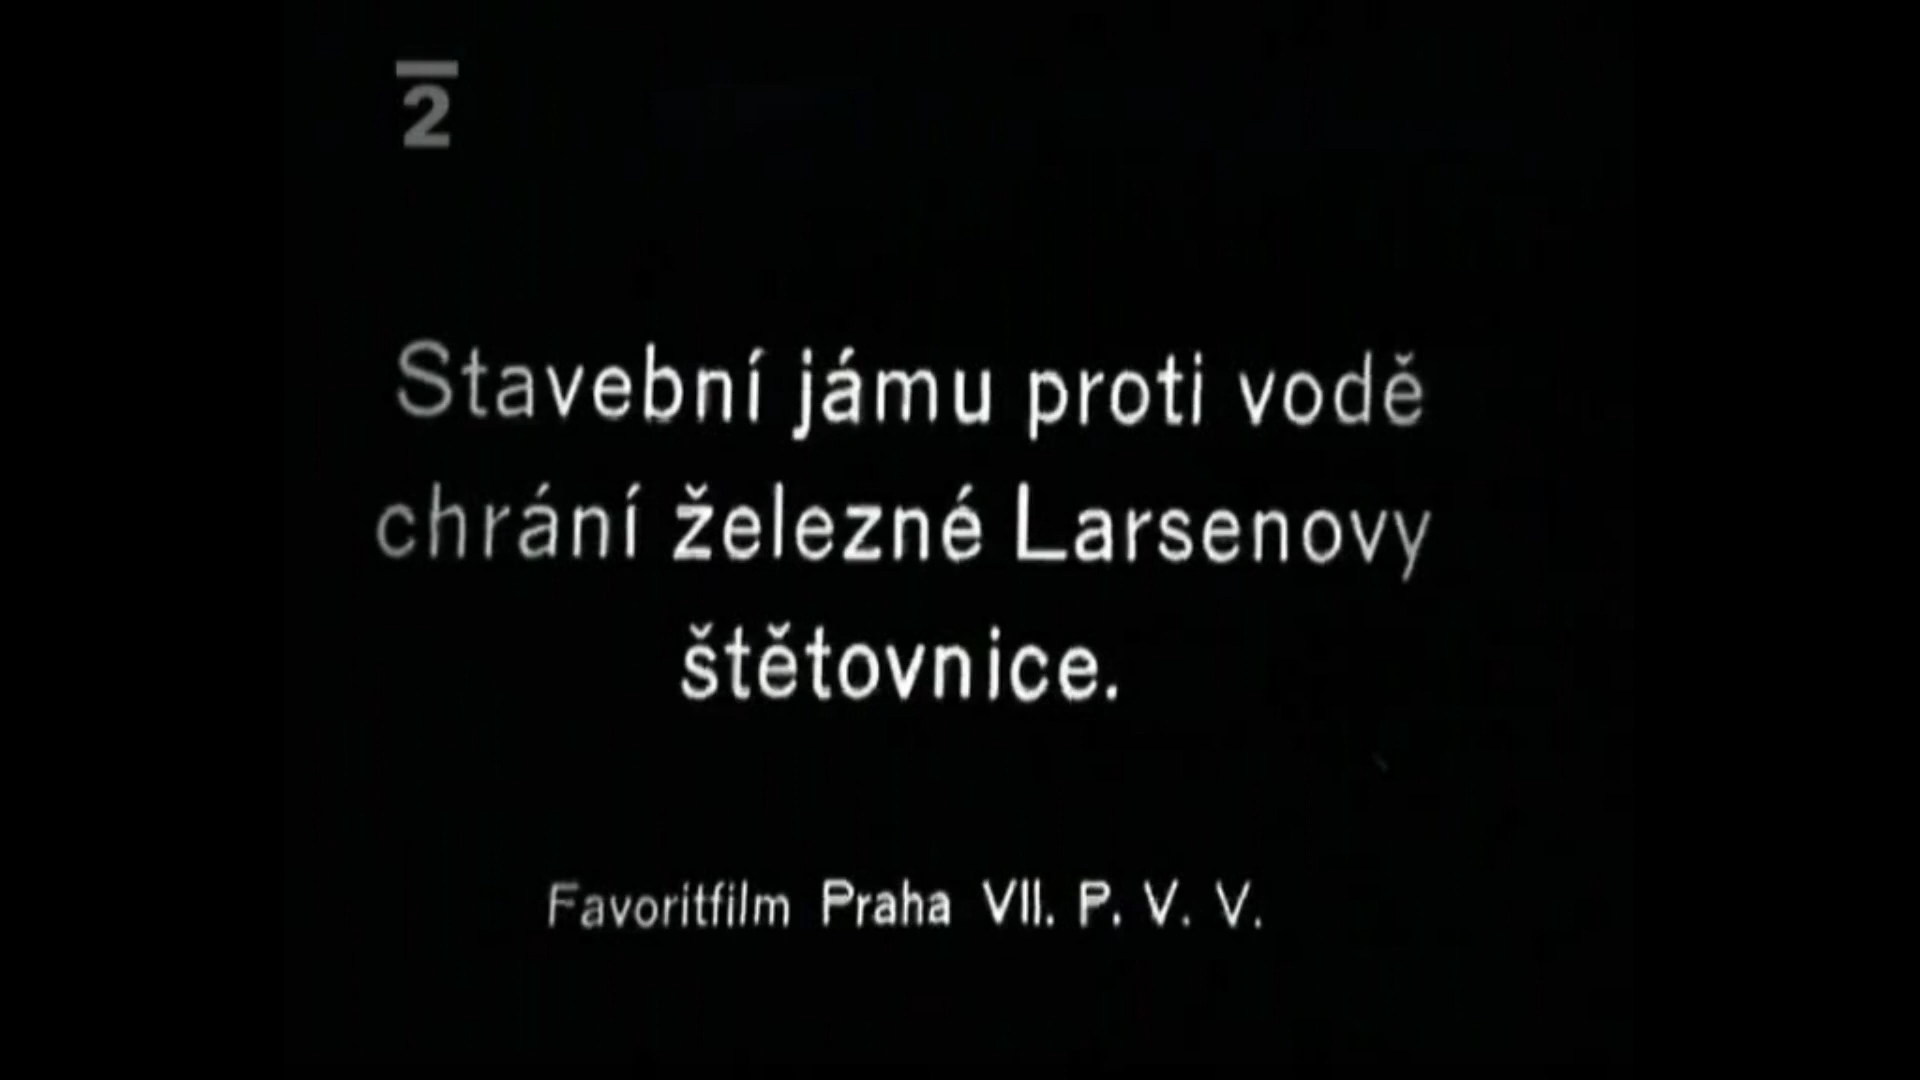 2
Stavební jámu proti vodě
chrání železné Larsenovy
štětovnice.
Favoritfilm Praha VII. P. V. V.